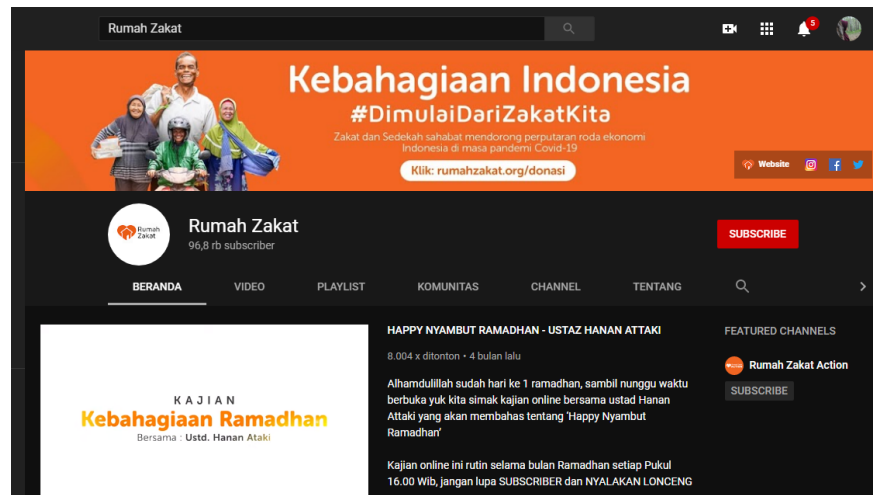 Rumah Zakat
5
Kebahagiaan Indonesia
#DimulaiDariZakatKita
Zakat dan Sedekah sahabat mendorong perputaran roda ekonomi
Indonesia di masa pandemi Covid-19
Klik: rumahzakat.org/donasi
Website
Rumah
Zakat
Rumah Zakat
96,8 rb subscriber
SUBSCRIBE
BERANDA VIDEO PLAYLIST KOMUNITAS CHANNEL TENTANG
KAJIAN
Kebahagiaan Ramadhan
Bersama : Ustd. Hanan Ataki
HAPPY NYAMBUT RAMADHAN - USTAZ HANAN ATTAKI
8.004 x ditonton • 4 bulan lalu
Alhamdulillah sudah hari ke 1 ramadhan, sambil nunggu waktu
berbuka yuk kita simak kajian online bersama ustad Hanan
Attaki yang akan membahas tentang 'Happy Nyambut
Ramadhan'
Kajian online ini rutin selama bulan Ramadhan setiap Pukul
16.00 Wib, jangan lupa SUBSCRIBER dan NYALAKAN LONCENG
FEATURED CHANNELS
Rumah Zakat Action
SUBSCRIBE